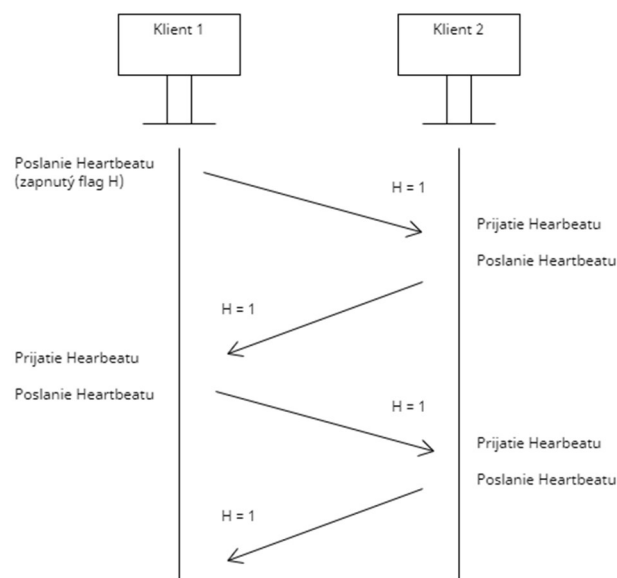 Klient 1
Klient 2
Poslanie Heartbeatu
(zapnutý flag H)
H = 1
Prijatie Hearbeatu
Poslanie Heartbeatu
H = 1
Prijatie Hearbeatu
Poslanie Heartbeatu
H = 1
Prijatie Hearbeatu
Poslanie Heartbeatu
H = 1